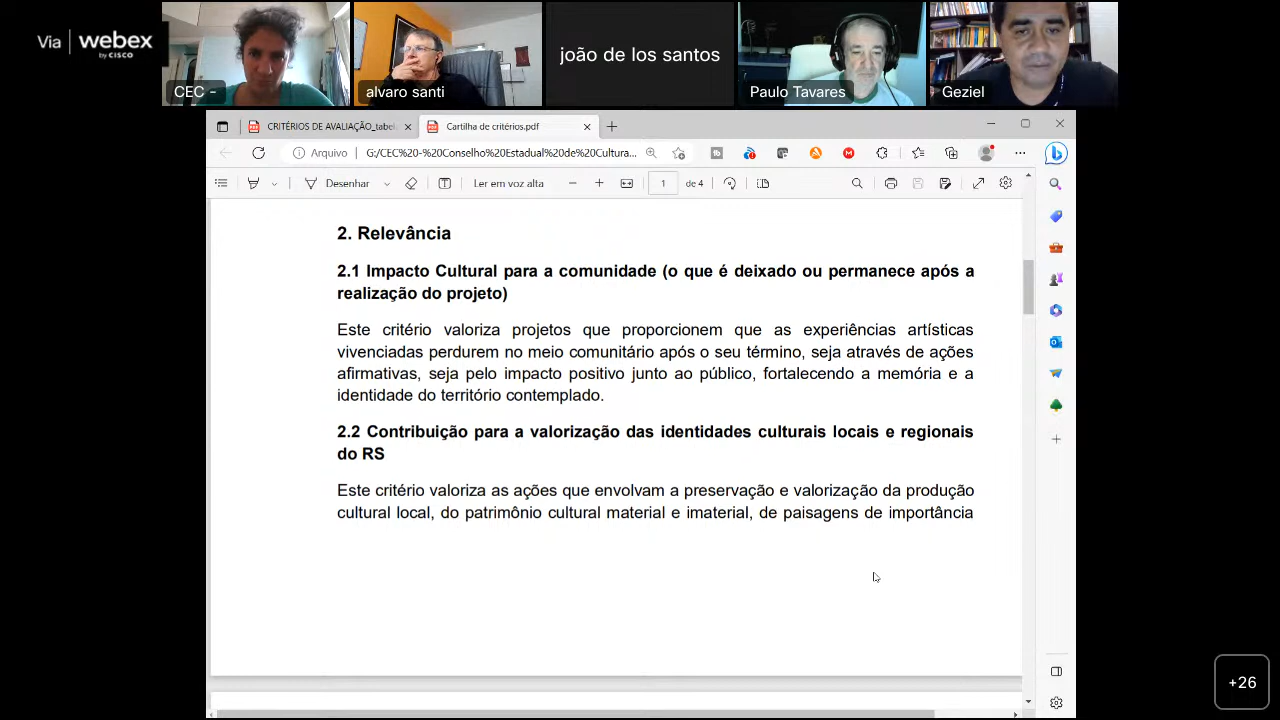 Via | webex
by CISCO
CEC -
alvaro santi
joão de los santos
Paulo Tavares
Geziel
CRITÉRIOS DE AVALIAÇÃO_tabe
Cartilha de critérios.pdf
Arquivo | G:/CEC%20-%20Conselho%20Estadual%20de%20Cultura...
Desenhar
Ler em voz alta
1 de 4
2. Relevância
2.1 Impacto Cultural para a comunidade (o que é deixado ou permanece após a
realização do projeto)
Este critério valoriza projetos que proporcionem que as experiências artísticas
vivenciadas perdurem no meio comunitário após o seu término, seja através de ações
afirmativas, seja pelo impacto positivo junto ao público, fortalecendo a memória e a
identidade do território contemplado.
2.2 Contribuição para a valorização das identidades culturais locais e regionais
do RS
Este critério valoriza as ações que envolvam a preservação e valorização da produção
cultural local, do patrimônio cultural material e imaterial, de paisagens de importância
+26